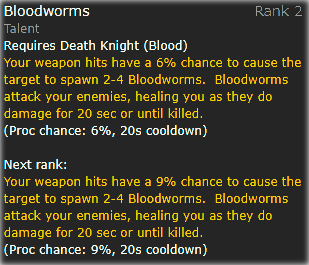 Bloodworms Rank 2
Talent
Requires Death Knight (Blood)
Your weapon hits have a 6% chance to cause the
target to spawn 2-4 Bloodworms.  Bloodworms
attack your enemies, healing you as they do
damage for 20 sec or until killed.
(Proc chance: 6%, 20s cooldown)
Next rank:
Your weapon hits have a 9% chance to cause the
target to spawn 2-4 Bloodworms.  Bloodworms
attack your enemies, healing you as they do
damage for 20 sec or until killed.
(Proc chance: 9%, 20s cooldown)